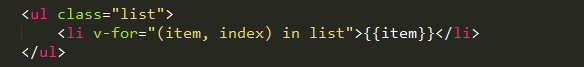 <ul class="list">
    <li v-for="(item, index) in list">{{item}}</li>
</ul>